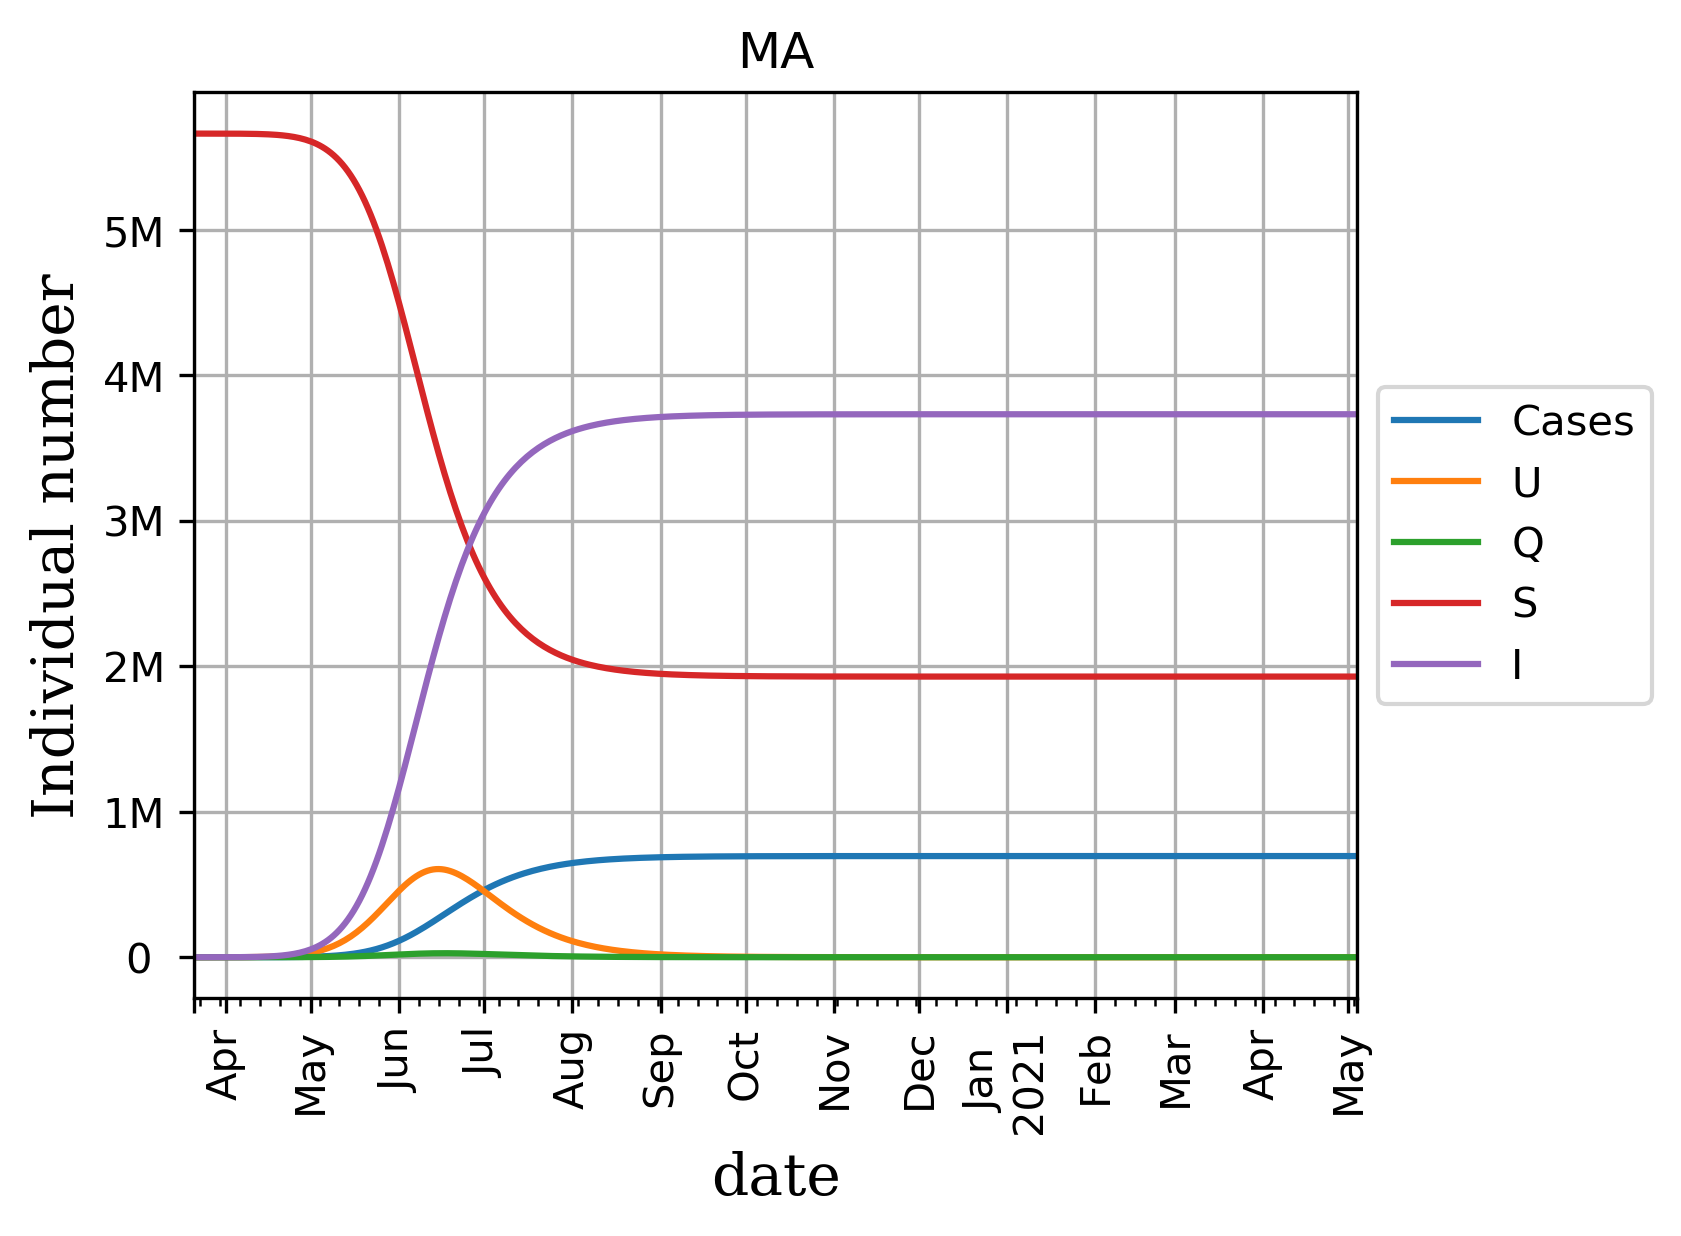 MA
Individual number
5M
4M
3M
2M
1M
0
Apr
May
Jun
Jul
Aug
Sep
Oct
Nov
Dec
Jan
2021
Feb
Mar
Apr
May
date
Cases
U
Q
S
I